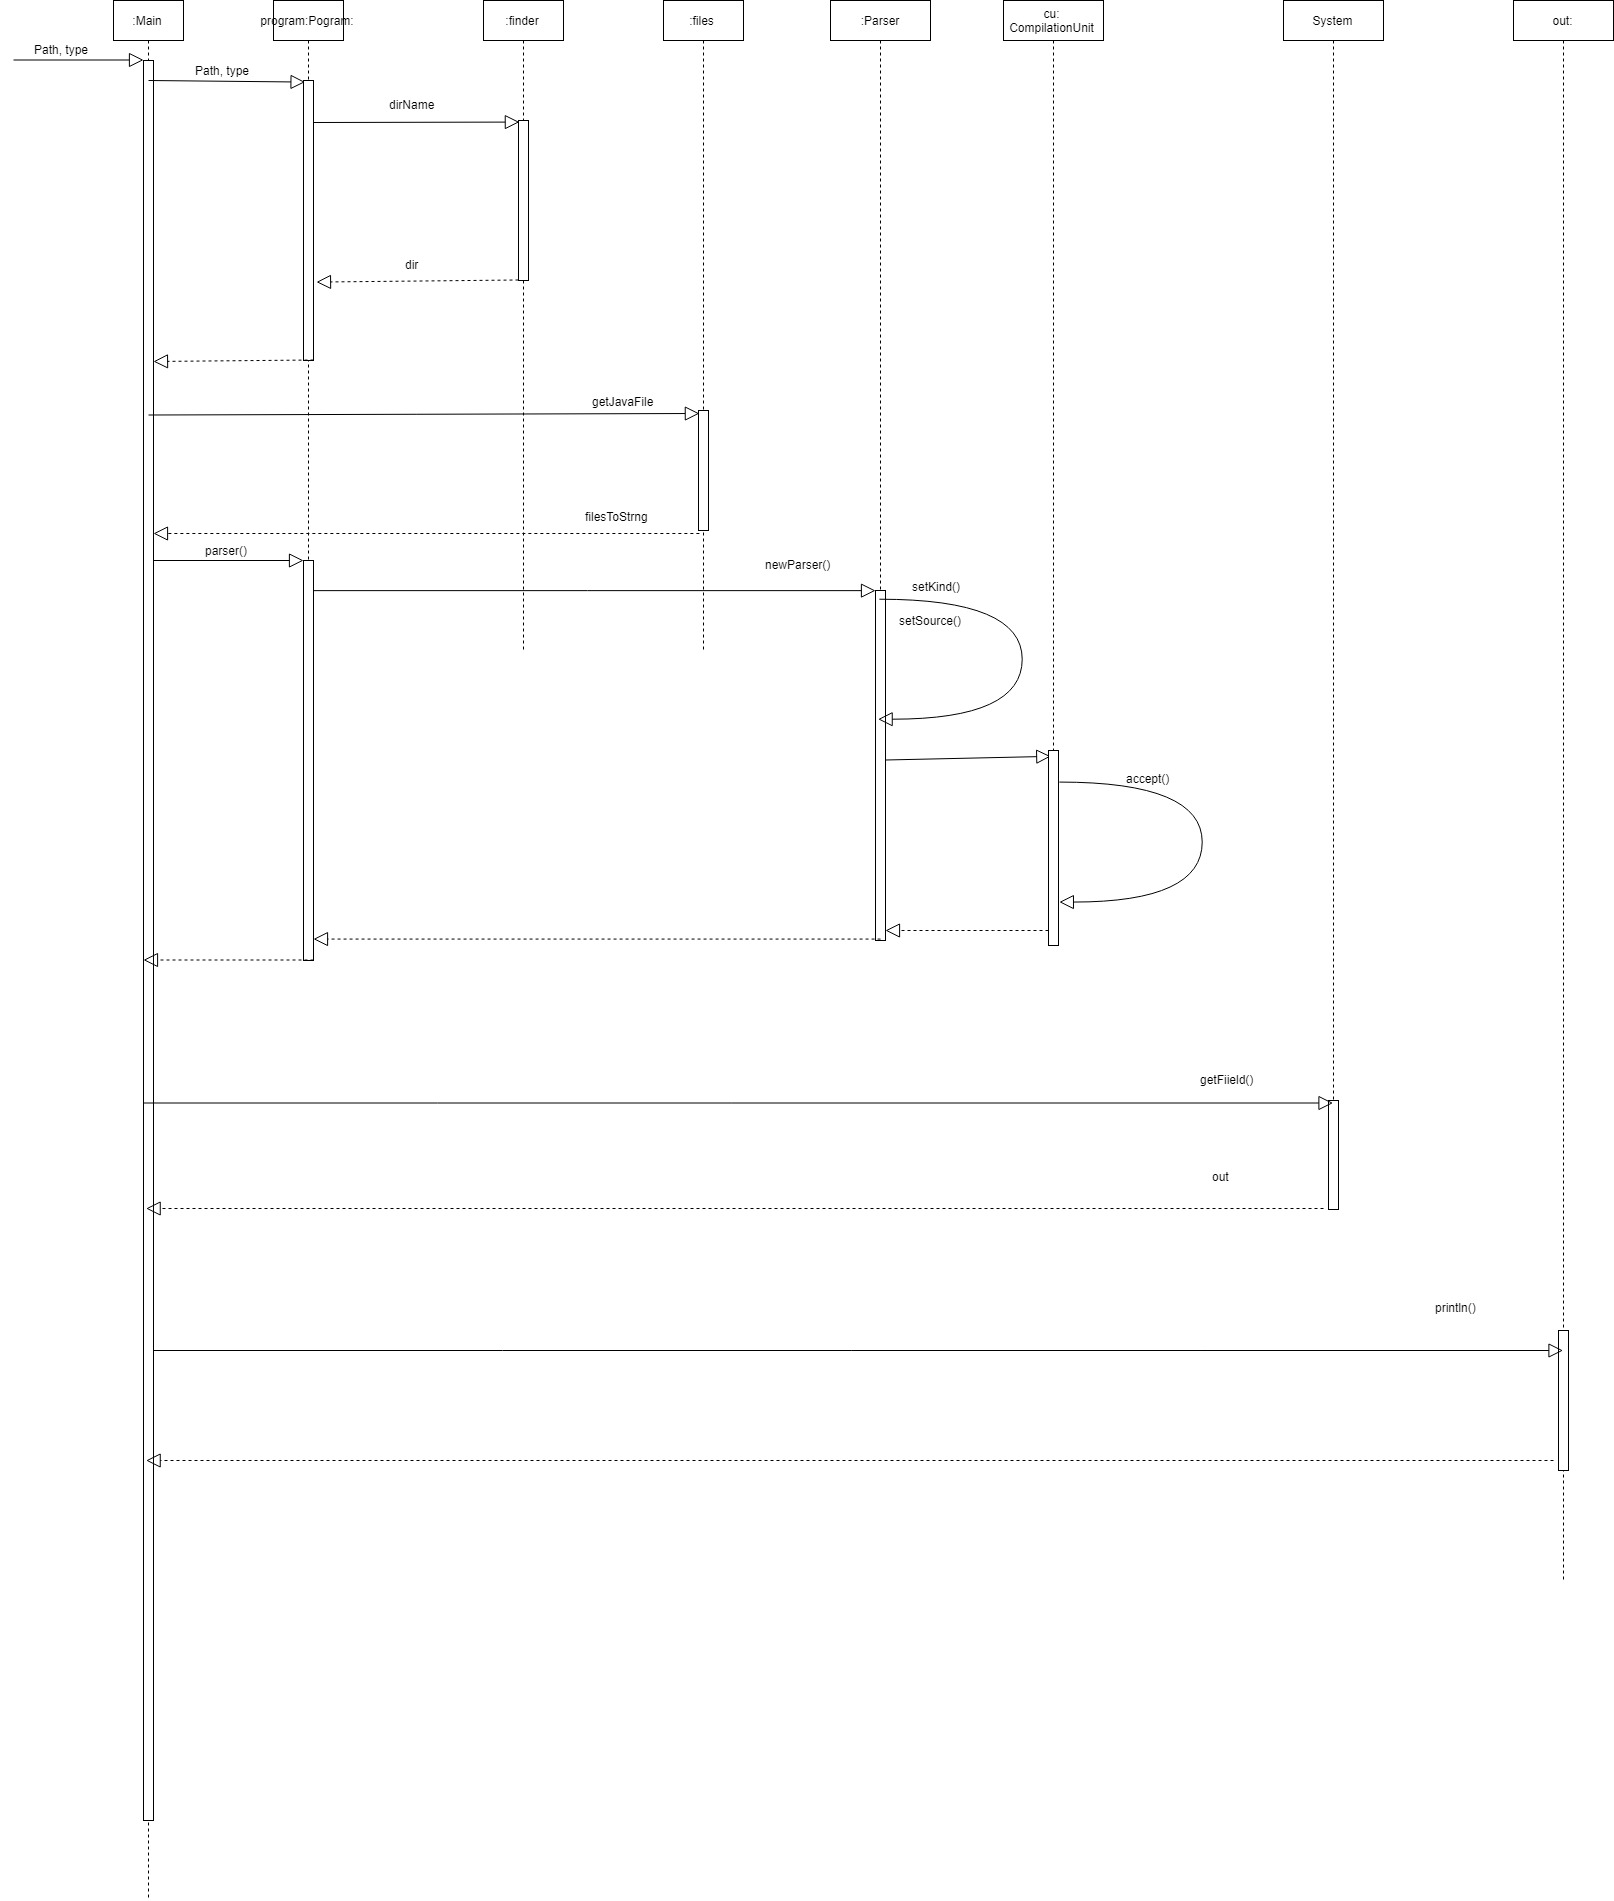 :Main
program:Pogram:
:finder
:files
:Parser
cu:
CompilationUnit
System
out:
Path, type
Path, type
dirName
dir
getJavaFile
filesToStrng
parser()
newParser()
setKind()
setSource()
accept()
getFiield()
out
println()